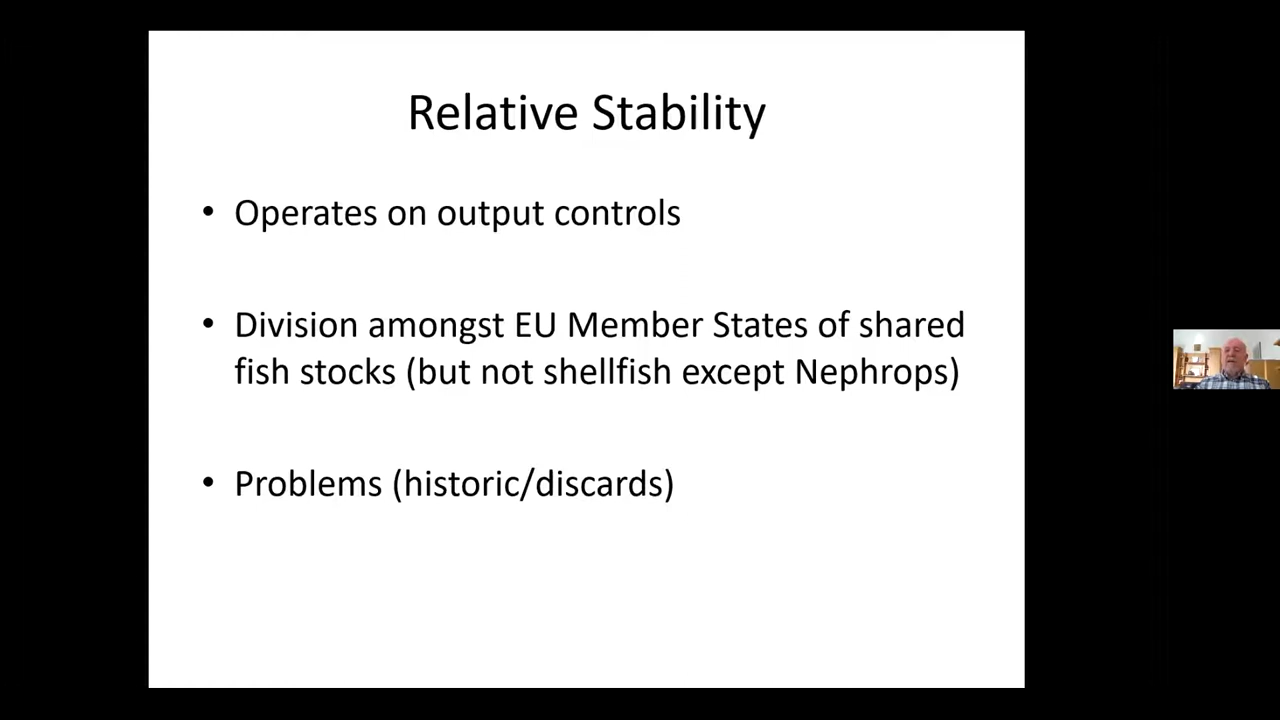 Relative Stability
• Operates on output controls
• Division amongst EU Member States of shared
fish stocks (but not shellfish except Nephrops)
• Problems (historic/discards)